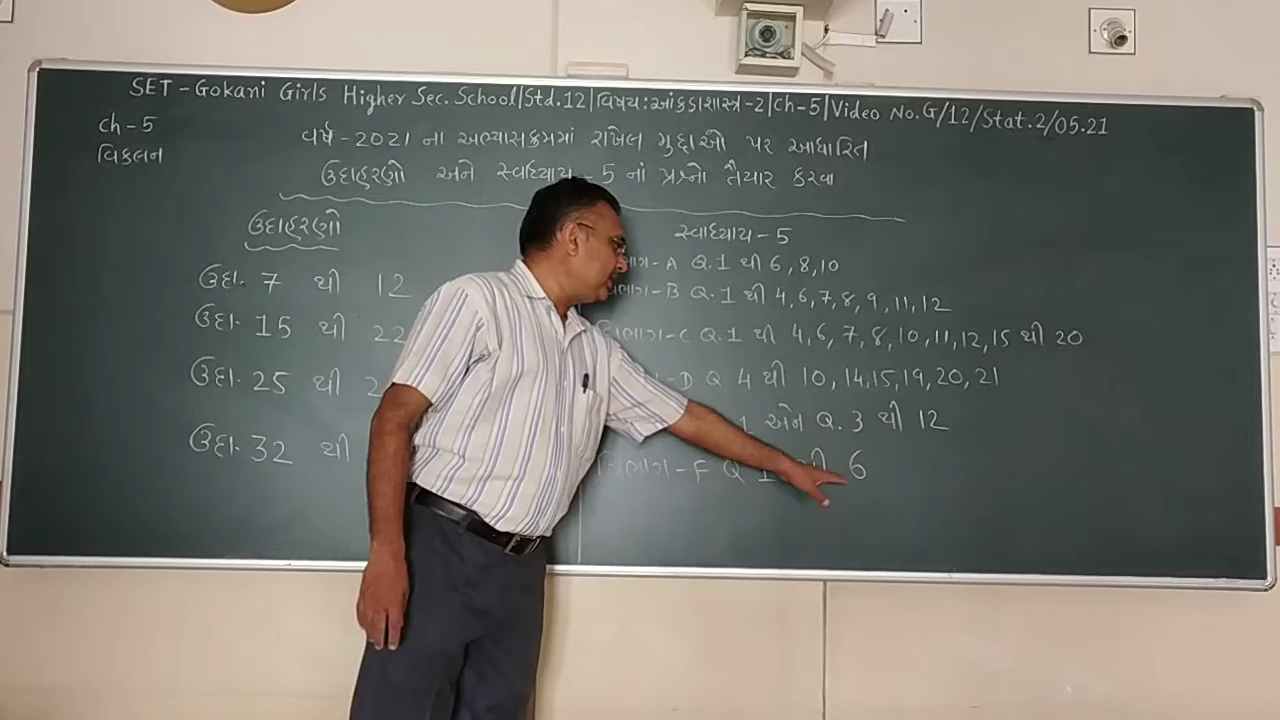 SET - Gokani Girls Higher Sec. School|Std.12|વિષય:આંકડાશાસ્ત્ર-2|Ch-5|Video No.G/12/Stat.2/05.21
Ch-5
વિકલન
વર્ષ-2021 ના અભ્યાસક્રમમાં રાખેલ મુદ્દાઓ પર આધારિત
ઉદાહરણો અને સ્વાધ્યાય-5 નાં પ્રશ્નો તૈયાર કરવા
ઉદાહરણો
ઉદા. 7 થી 12
ઉદા. 15 થી 22
ઉદા. 25 થી
ઉદા. 32 થી
સ્વાધ્યાય-5
A Q.1 થી 6,8,10
-B Q.1 થી 4,6,7,8,9,11,12
વિભાગ-C Q.1 થી 4,6,7,8,10,11,12,15 થી 20
-D Q 4 થી 10,14,15,19,20,21
1 અને Q.3 થી 12
વિભાગ-F Q 1 થી 6